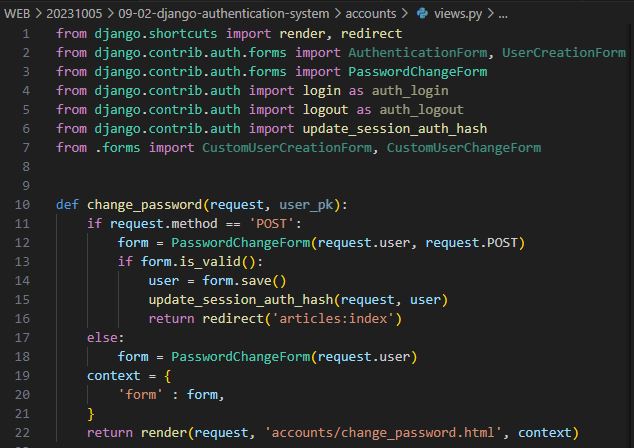 WEB > 20231005 > 09-02-django-authentication-system > accounts > views.py > ...
1 from django.shortcuts import render, redirect
2 from django.contrib.auth.forms import AuthenticationForm, UserCreationForm
3 from django.contrib.auth.forms import PasswordChangeForm
4 from django.contrib.auth import login as auth_login
5 from django.contrib.auth import logout as auth_logout
6 from django.contrib.auth import update_session_auth_hash
7 from .forms import CustomUserCreationForm, CustomUserChangeForm
8
9
10 def change_password(request, user_pk):
11     if request.method == 'POST':
12         form = PasswordChangeForm(request.user, request.POST)
13         if form.is_valid():
14             user = form.save()
15             update_session_auth_hash(request, user)
16             return redirect('articles:index')
17     else:
18         form = PasswordChangeForm(request.user)
19     context = {
20         'form' : form,
21     }
22     return render(request, 'accounts/change_password.html', context)